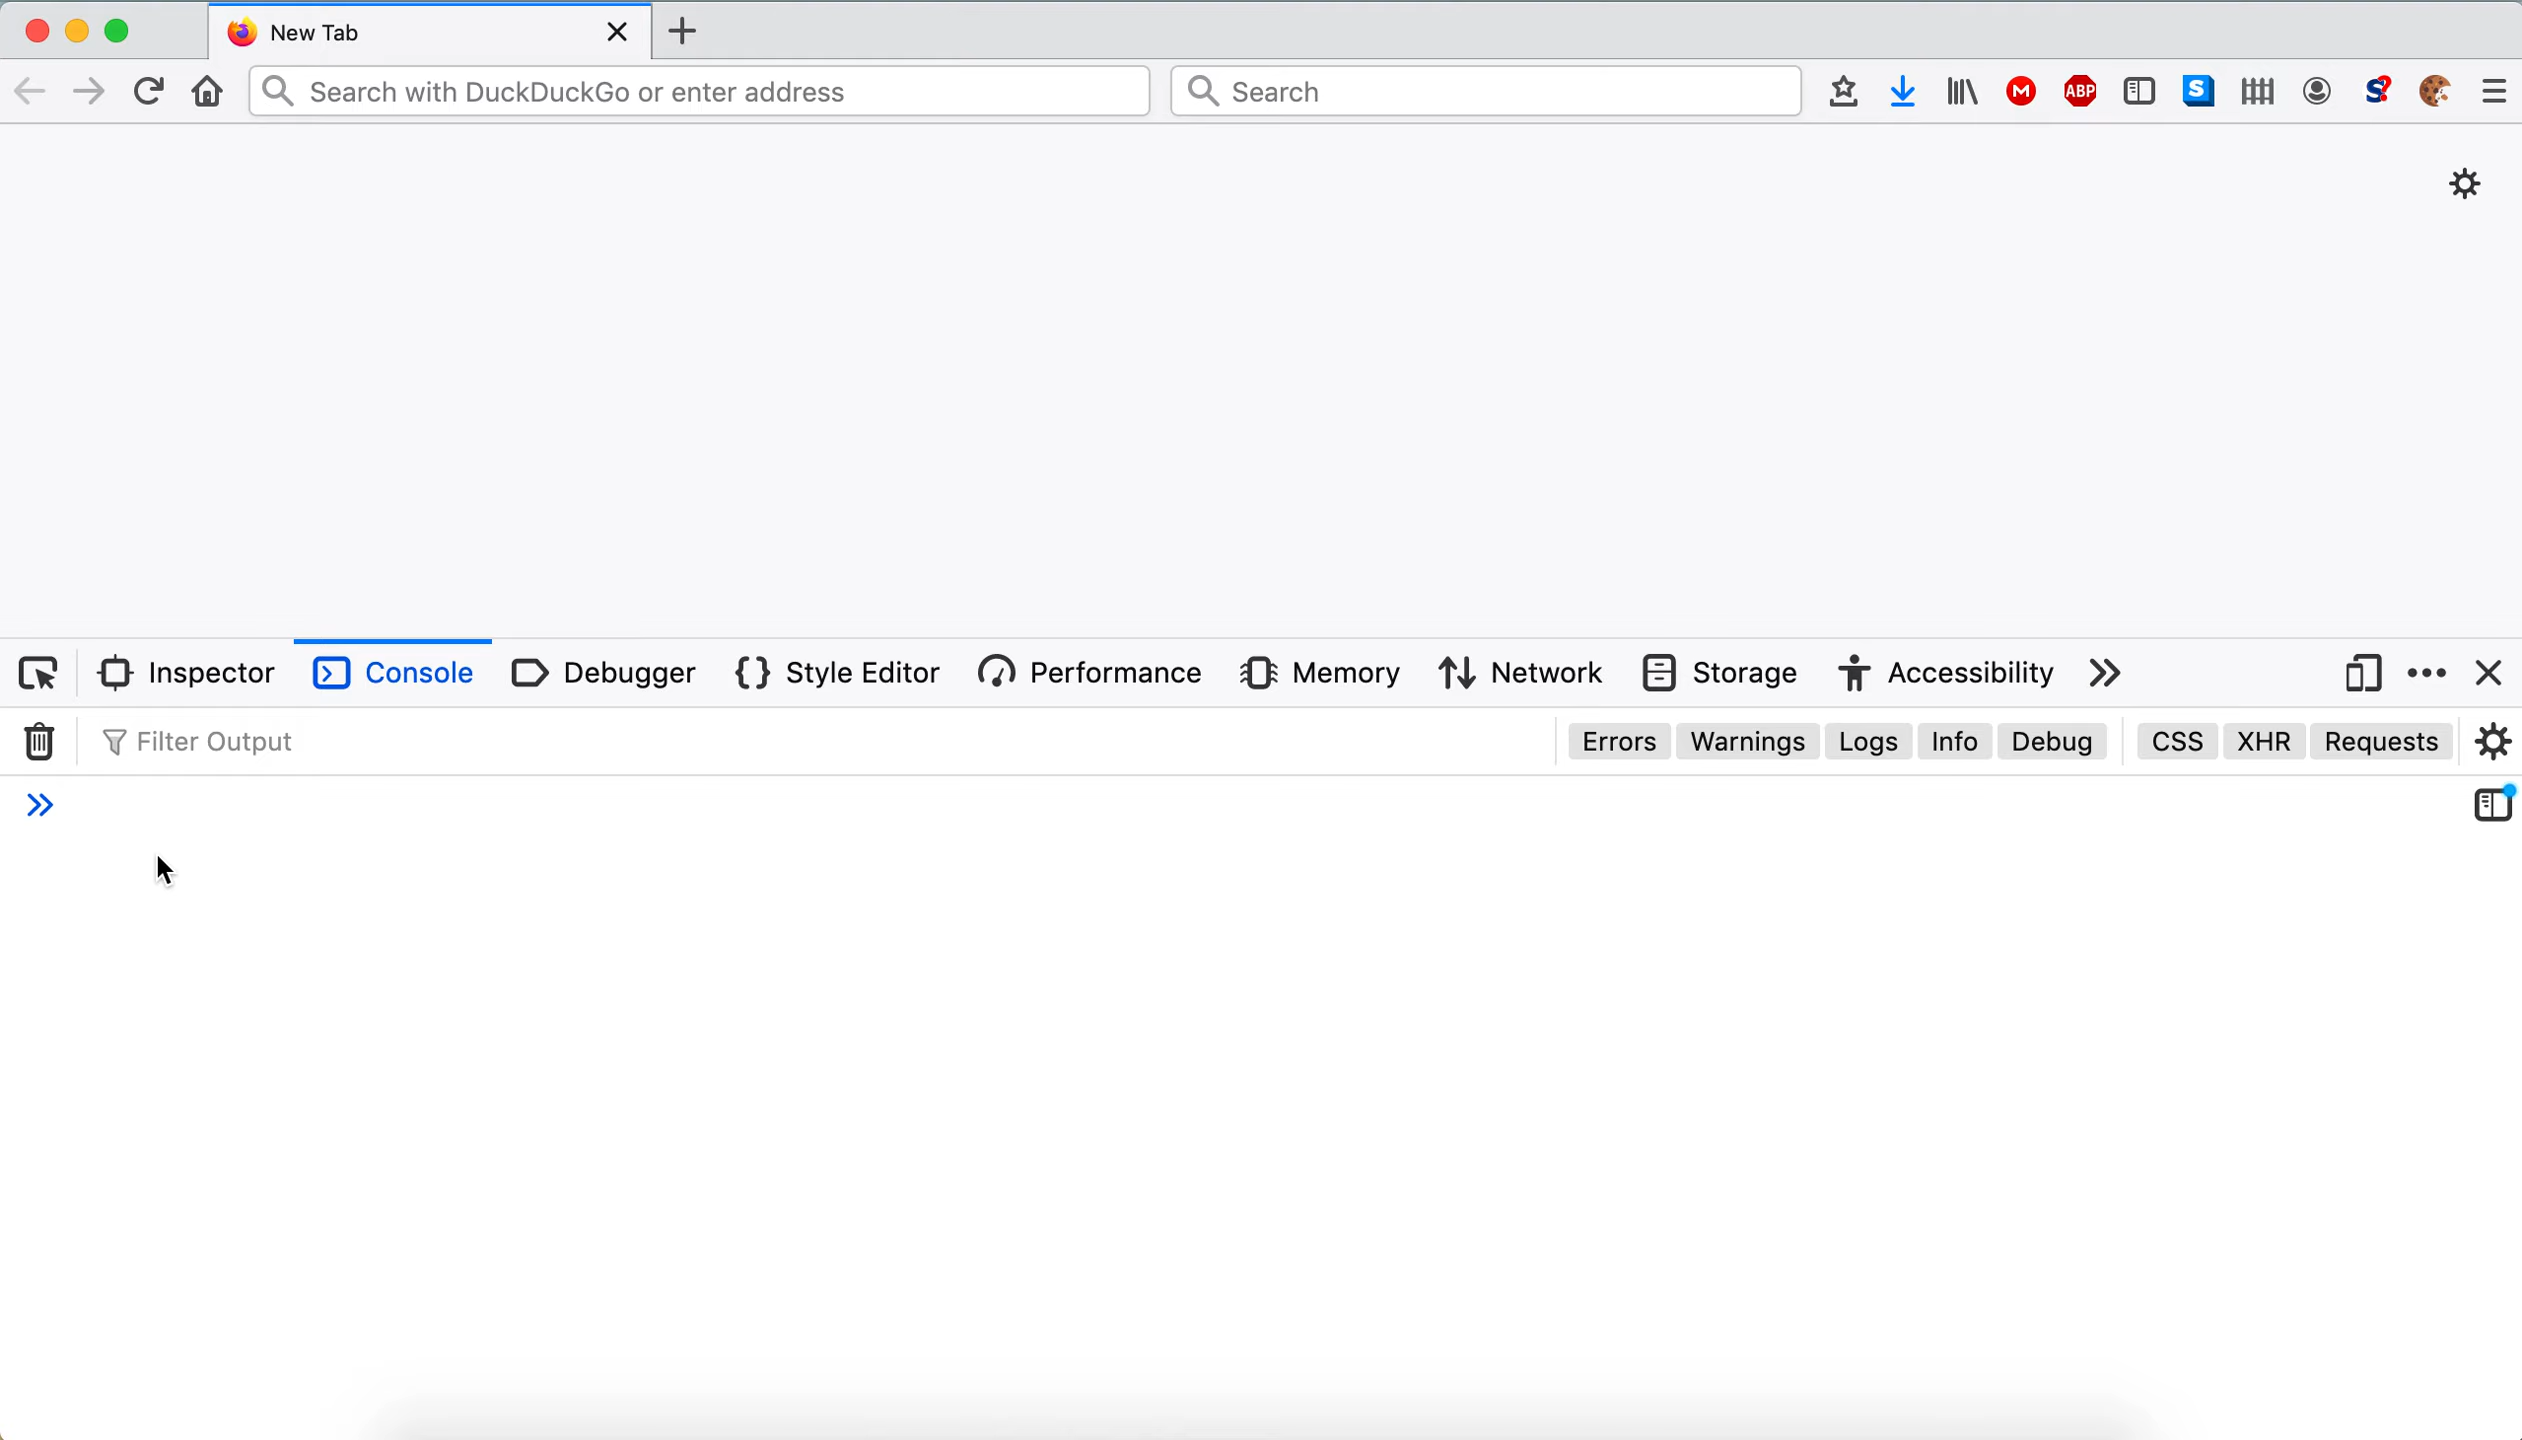 New Tab
Search with DuckDuckGo or enter address
Search
M
ABP
S
S?
Inspector
Console
Debugger
Style Editor
Performance
Memory
Network
Storage
Accessibility
Filter Output
Errors
Warnings
Logs
Info
Debug
CSS
XHR
Requests